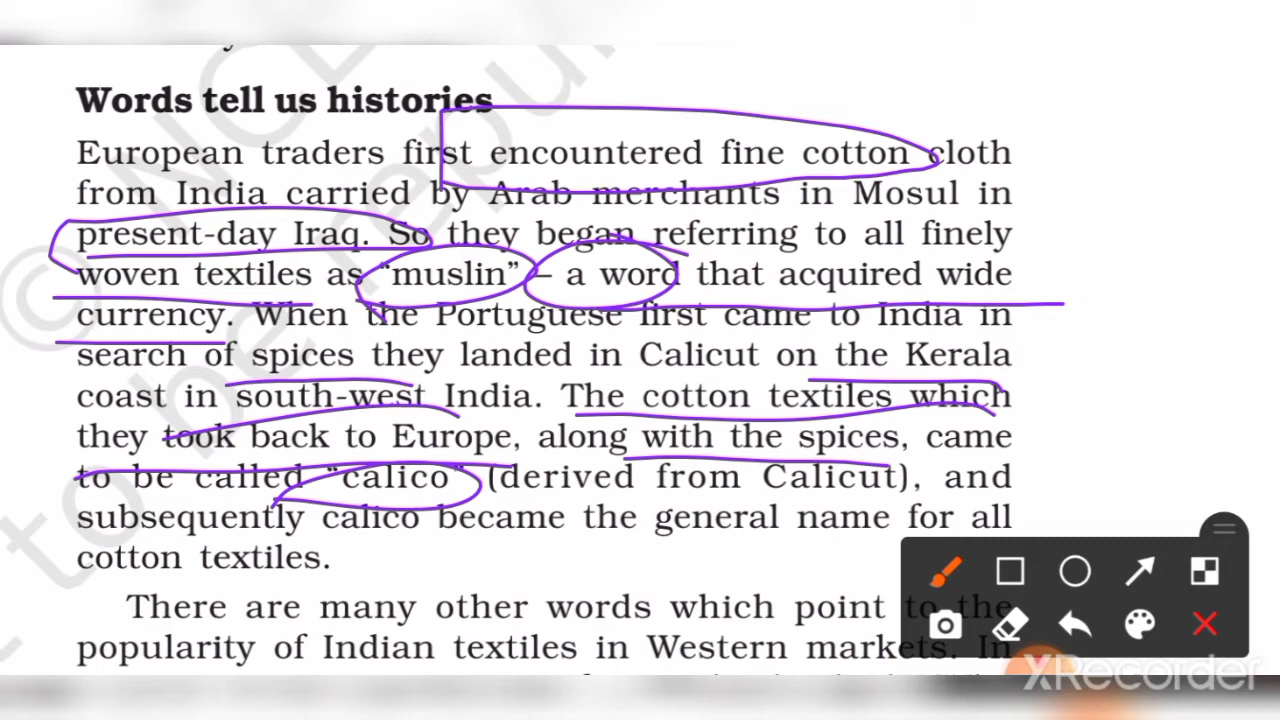 Words tell us histories
European traders first encountered fine cotton cloth
from India carried by Arab merchants in Mosul in
present-day Iraq. So they began referring to all finely
woven textiles as “muslin” – a word that acquired wide
currency. When the Portuguese first came to India in
search of spices they landed in Calicut on the Kerala
coast in south-west India. The cotton textiles which
they took back to Europe, along with the spices, came
to be called “calico” (derived from Calicut), and
subsequently calico became the general name for all
cotton textiles.
There are many other words which point to the
popularity of Indian textiles in Western markets. In
© NCE
to be repu
XRecorder